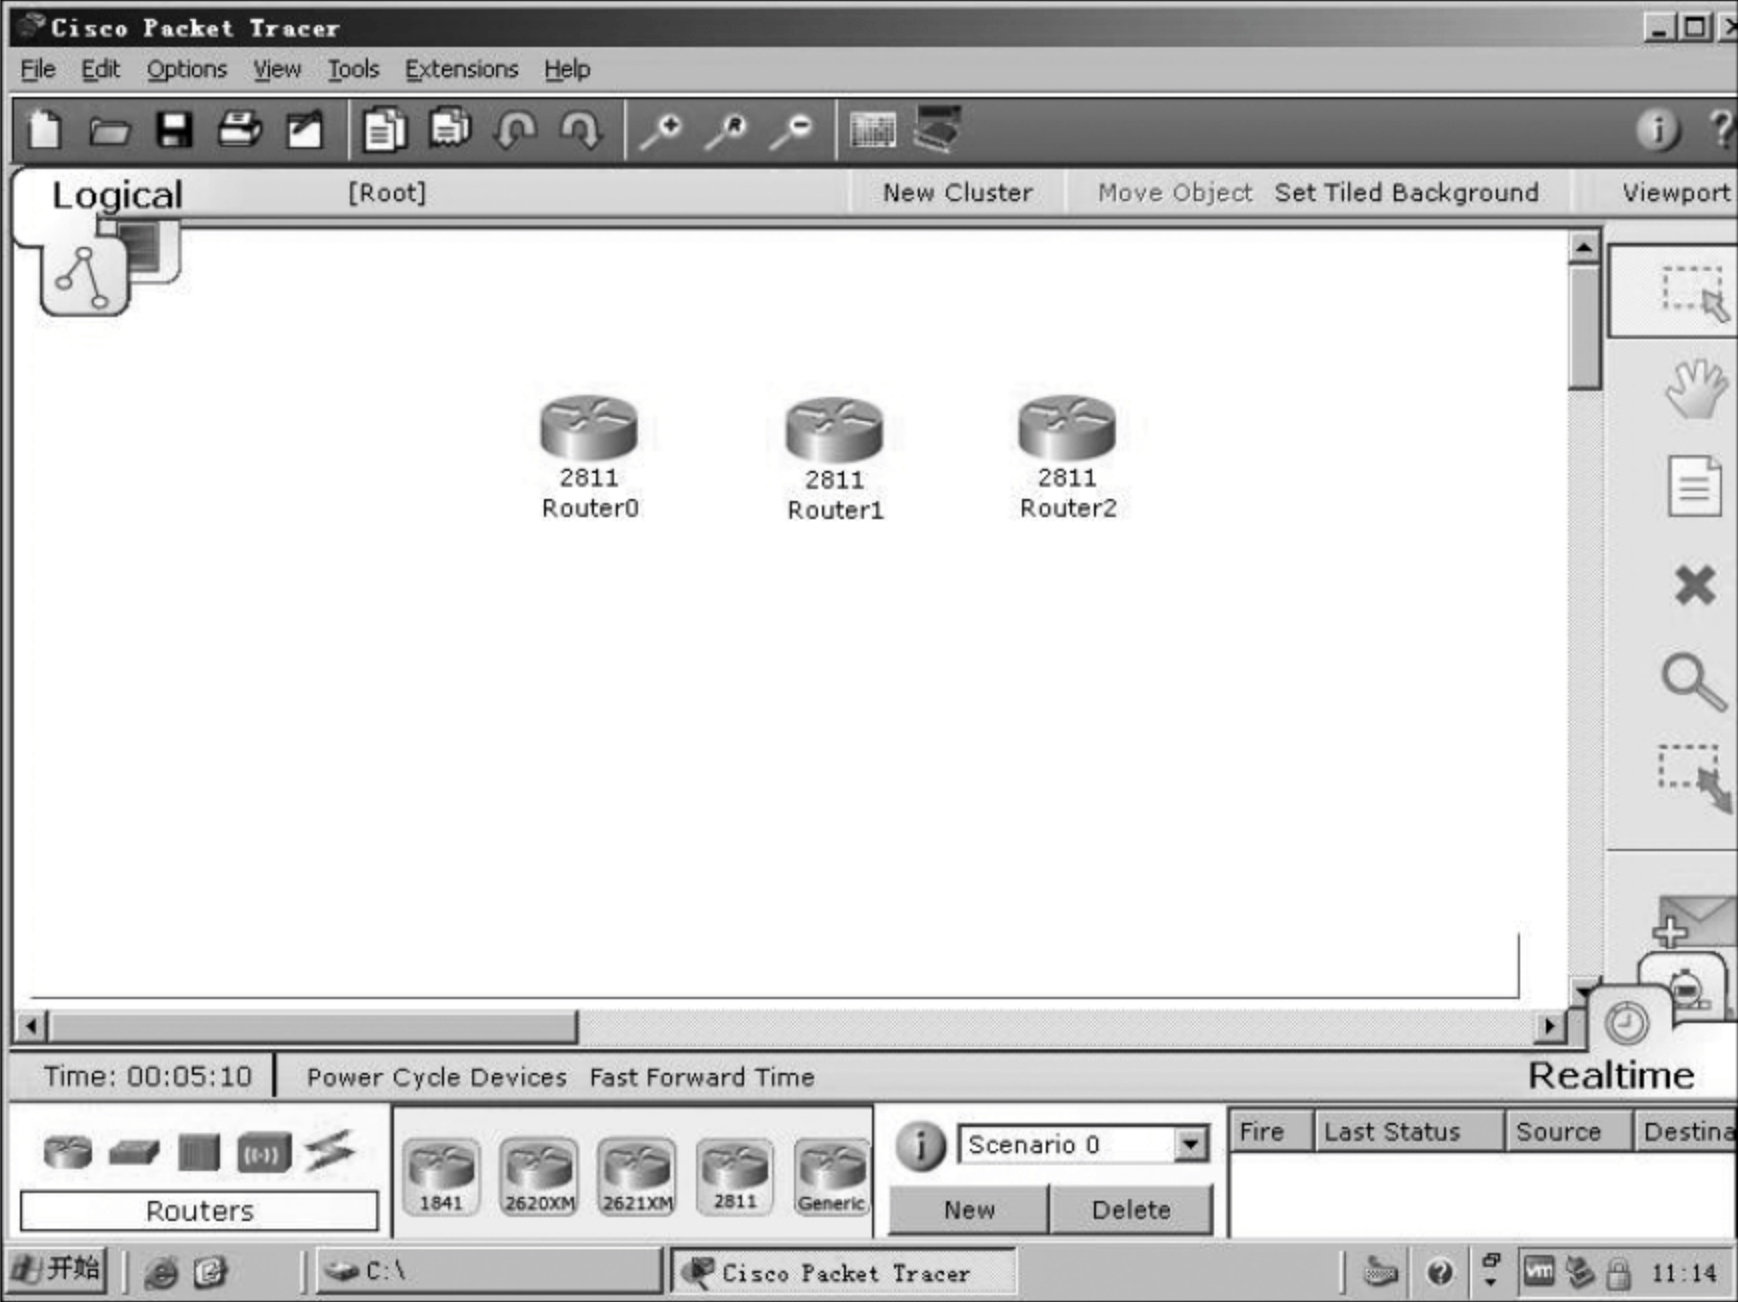 Cisco Packet Tracer
File Edit Options View Tools Extensions Help
Logical [Root] New Cluster Move Object Set Tiled Background Viewport
2811
Router0
2811
Router1
2811
Router2
Time: 00:05:10 Power Cycle Devices Fast Forward Time
Realtime
Routers
1841
2620XM
2621XM
2811
Generic
Scenario 0
New Delete
Fire Last Status Source Destina
开始 C:\ Cisco Packet Tracer vm 11:14